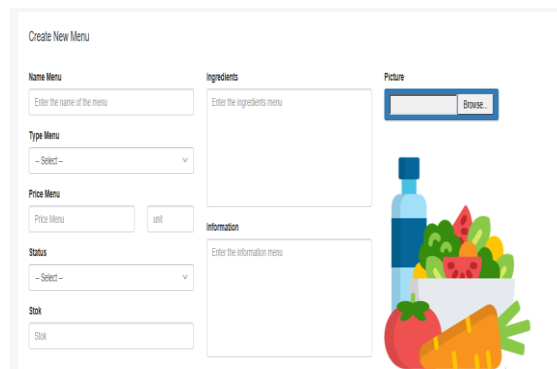 Create New Menu
Name Menu
Enter the name of the menu
Type Menu
-- Select --
Price Menu
Price Menu
unit
Status
-- Select --
Stok
Stok
Ingredients
Enter the ingredients menu
Information
Enter the information menu
Picture
Browse...